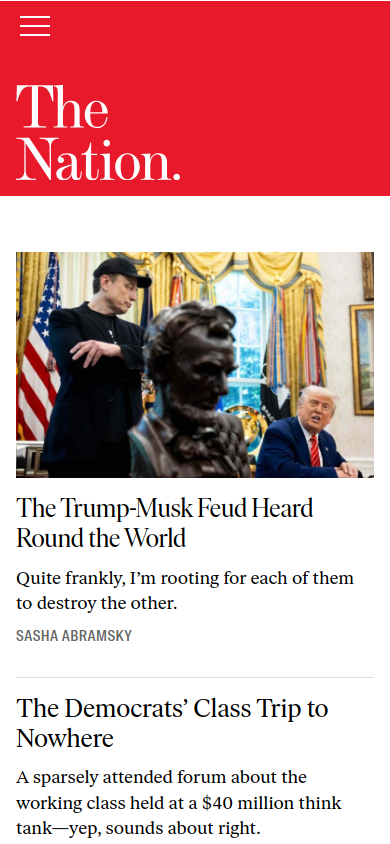 The
Nation.
The Trump-Musk Feud Heard
Round the World
Quite frankly, I’m rooting for each of them
to destroy the other.
SASHA ABRAMSKY
The Democrats’ Class Trip to
Nowhere
A sparsely attended forum about the
working class held at a $40 million think
tank—yep, sounds about right.